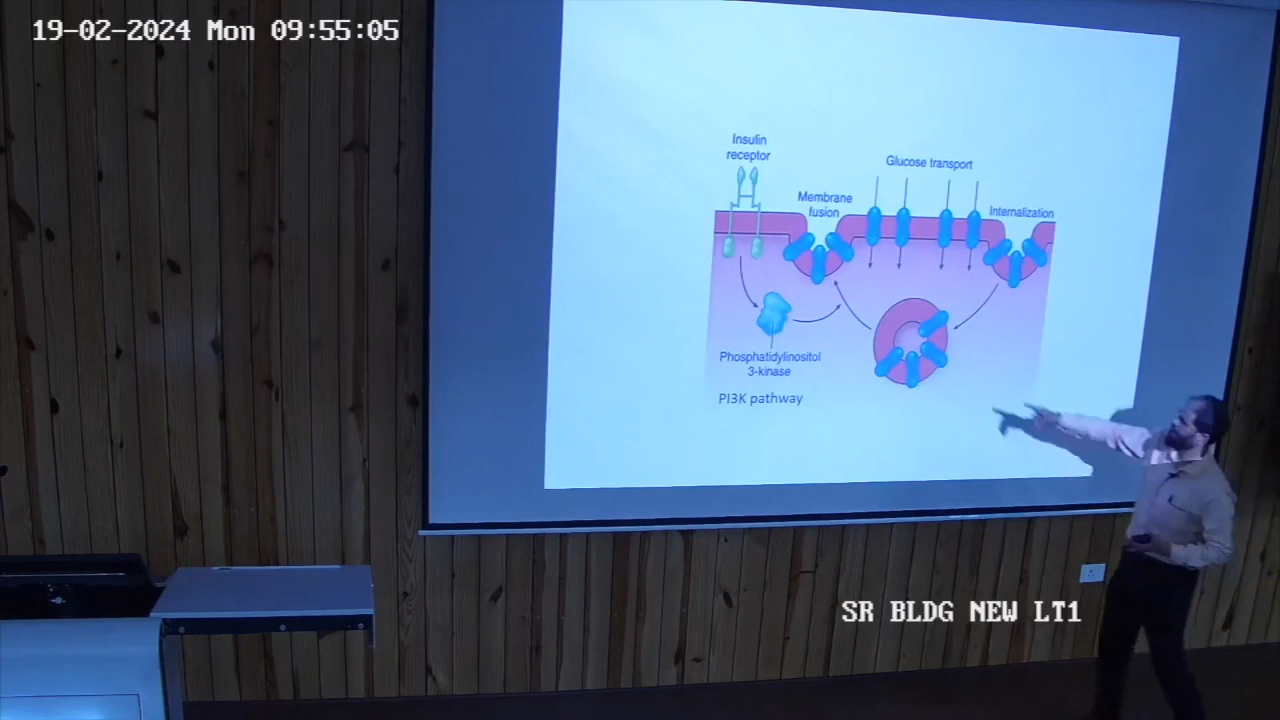 19-02-2024 Mon 09:55:05
Insulin
receptor
Glucose transport
Membrane
fusion
Internalization
Phosphatidylinositol
3-kinase
PI3K pathway
SR BLDG NEW LT1